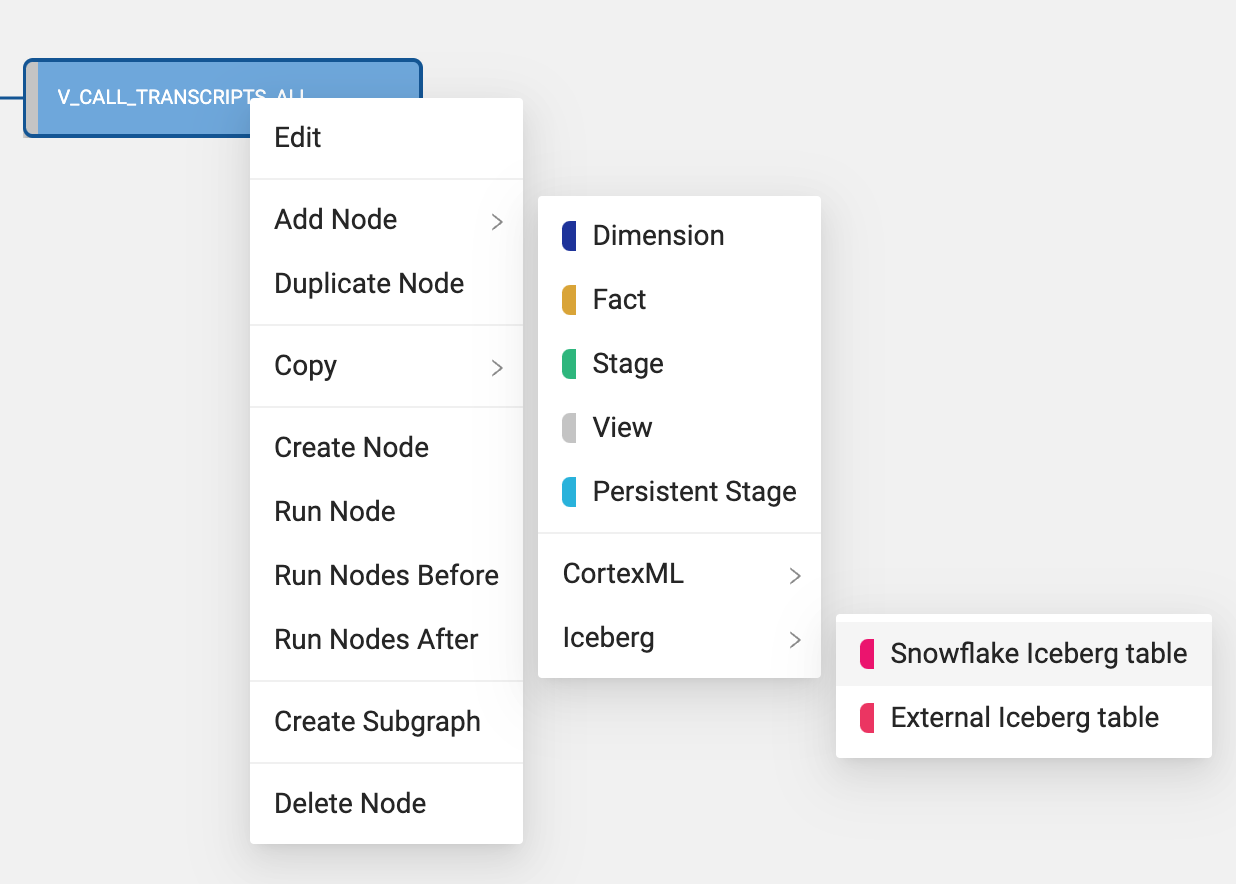 V_CALL_TRANSCRIPTS_ALL
Edit
Add Node
Duplicate Node
Copy
Create Node
Run Node
Run Nodes Before
Run Nodes After
Create Subgraph
Delete Node
Dimension
Fact
Stage
View
Persistent Stage
CortexML
Iceberg
Snowflake Iceberg table
External Iceberg table